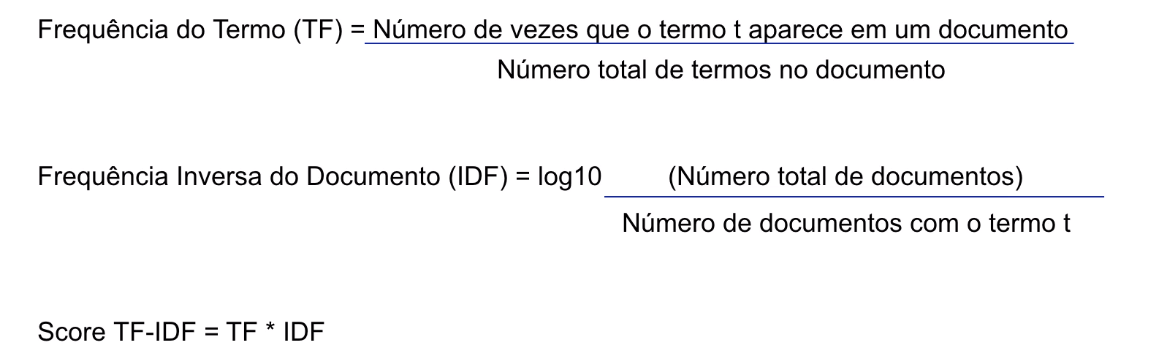 Frequência do Termo (TF) = Número de vezes que o termo t aparece em um documento
Número total de termos no documento
Frequência Inversa do Documento (IDF) = log10 (Número total de documentos)
Número de documentos com o termo t
Score TF-IDF = TF * IDF